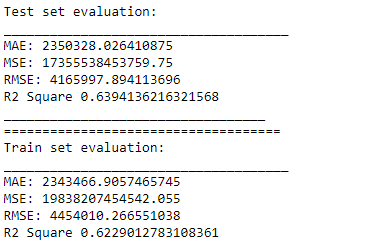 Test set evaluation:
_____________________________________
MAE: 2350328.026410875
MSE: 17355538453759.75
RMSE: 4165997.894113696
R2 Square 0.6394136216321568
__________________________________
====================================
Train set evaluation:
_____________________________________
MAE: 2343466.9057465745
MSE: 19838207454542.055
RMSE: 4454010.266551038
R2 Square 0.6229012783108361